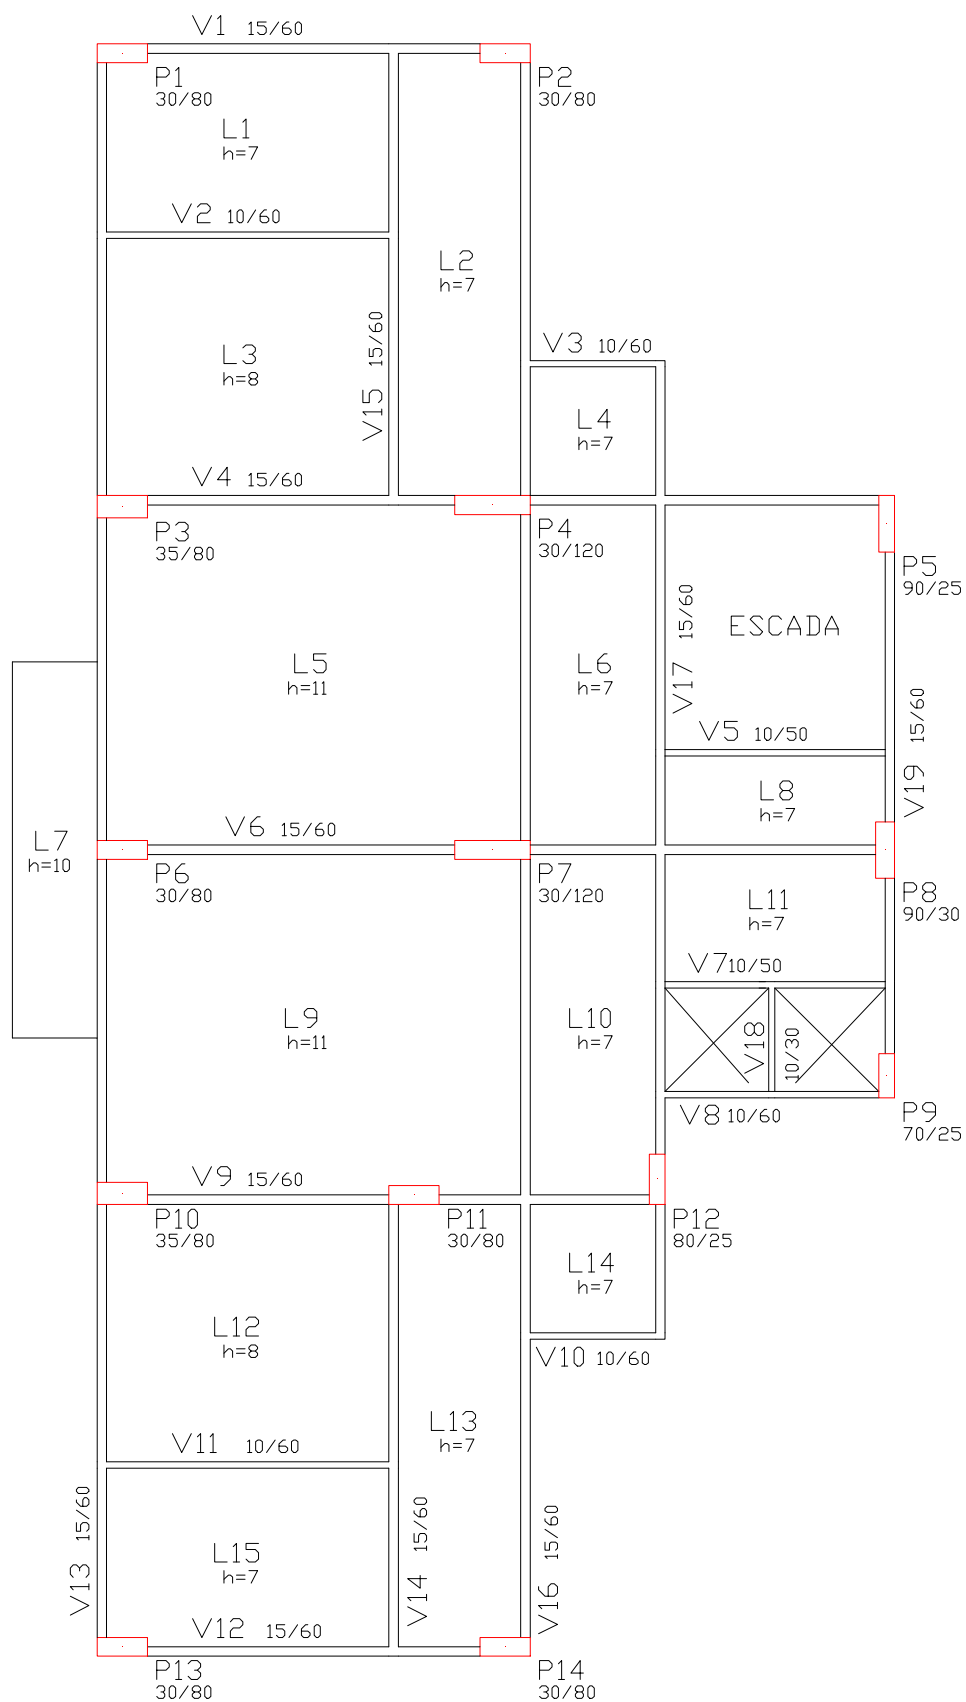 V1 15/60
P1
30/80
P2
30/80
L1
h=7
V2 10/60
L2
h=7
V15 15/60
L3
h=8
V3 10/60
L4
h=7
V4 15/60
P3
35/80
P4
30/120
P5
90/25
ESCADA
L5
h=11
L6
h=7
V17 15/60
V5 10/50
V19 15/60
L8
h=7
V6 15/60
L7
h=10
P6
30/80
P7
30/120
P8
90/30
L11
h=7
V7 10/50
L9
h=11
L10
h=7
V18 10/30
V8 10/60
P9
70/25
V9 15/60
P10
35/80
P11
30/80
P12
80/25
L14
h=7
L12
h=8
V10 10/60
L13
h=7
V11 10/60
V13 15/60
V14 15/60
V16 15/60
L15
h=7
V12 15/60
P13
30/80
P14
30/80